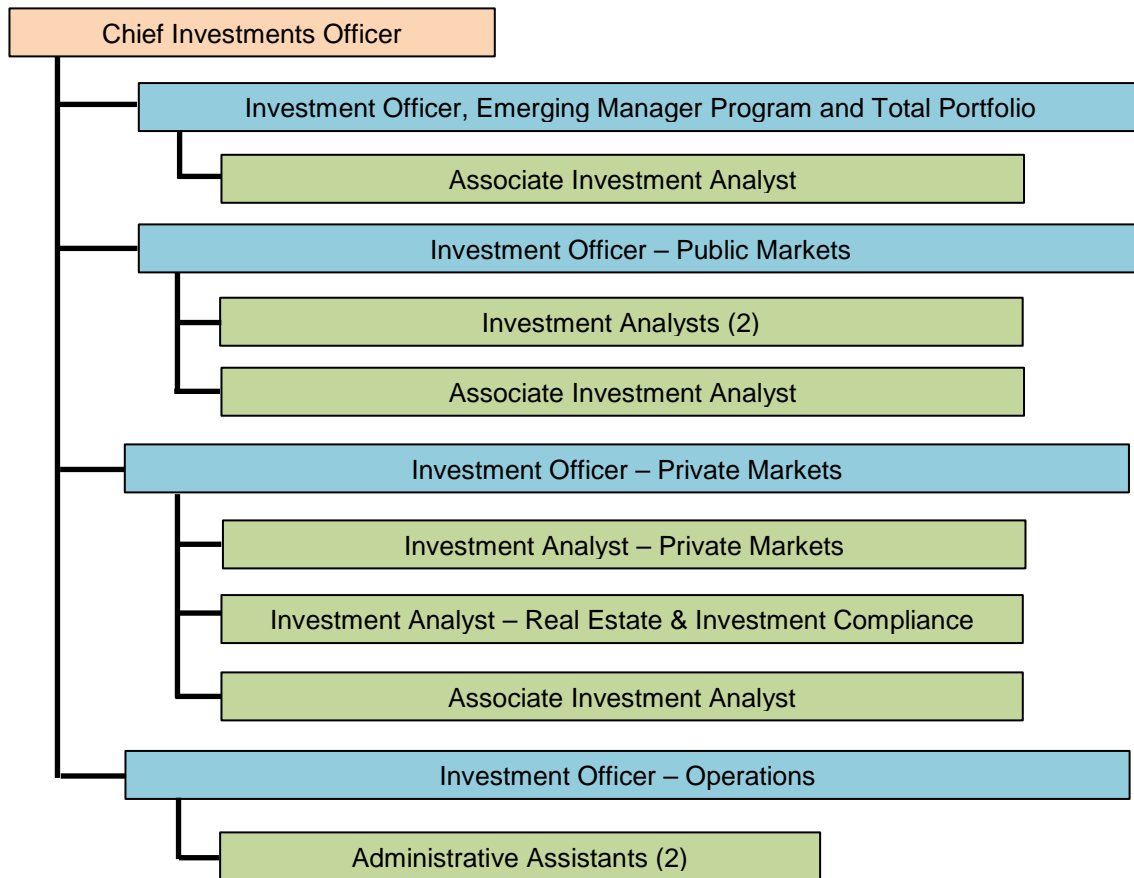 Chief Investments Officer
Investment Officer, Emerging Manager Program and Total Portfolio
Associate Investment Analyst
Investment Officer – Public Markets
Investment Analysts (2)
Associate Investment Analyst
Investment Officer – Private Markets
Investment Analyst – Private Markets
Investment Analyst – Real Estate & Investment Compliance
Associate Investment Analyst
Investment Officer – Operations
Administrative Assistants (2)